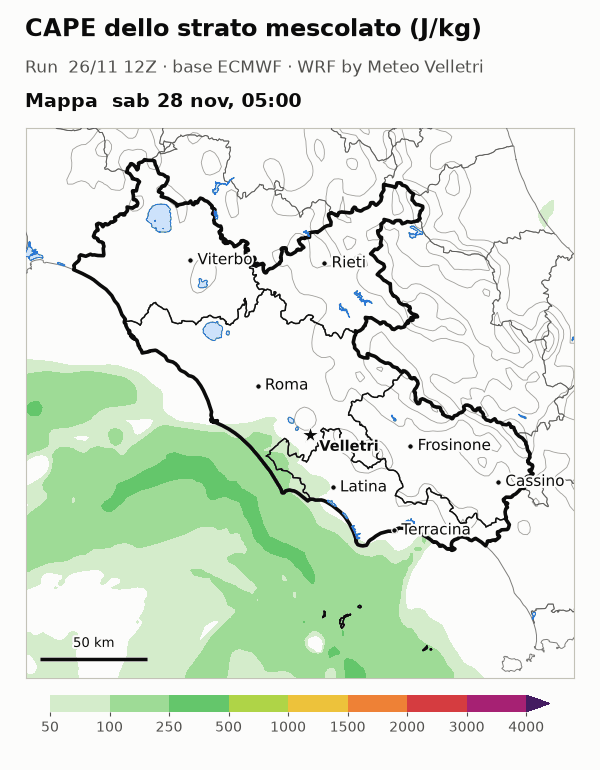 CAPE dello strato mescolato (J/kg)
Run  26/11 12Z · base ECMWF · WRF by Meteo Velletri
Mappa  sab 28 nov, 05:00
Viterbo
Rieti
Roma
Velletri
Frosinone
Cassino
Latina
Terracina
50 km
50 100 250 500 1000 1500 2000 3000 4000